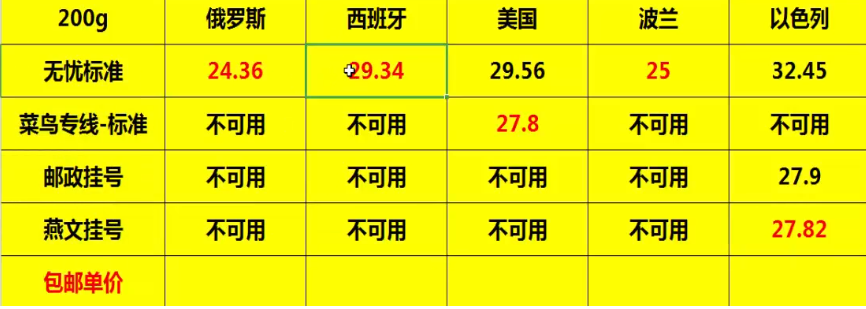 200g 俄罗斯 西班牙 美国 波兰 以色列
无忧标准 24.36 29.34 29.56 25 32.45
菜鸟专线-标准 不可用 不可用 27.8 不可用 不可用
邮政挂号 不可用 不可用 不可用 不可用 27.9
燕文挂号 不可用 不可用 不可用 不可用 27.82
包邮单价